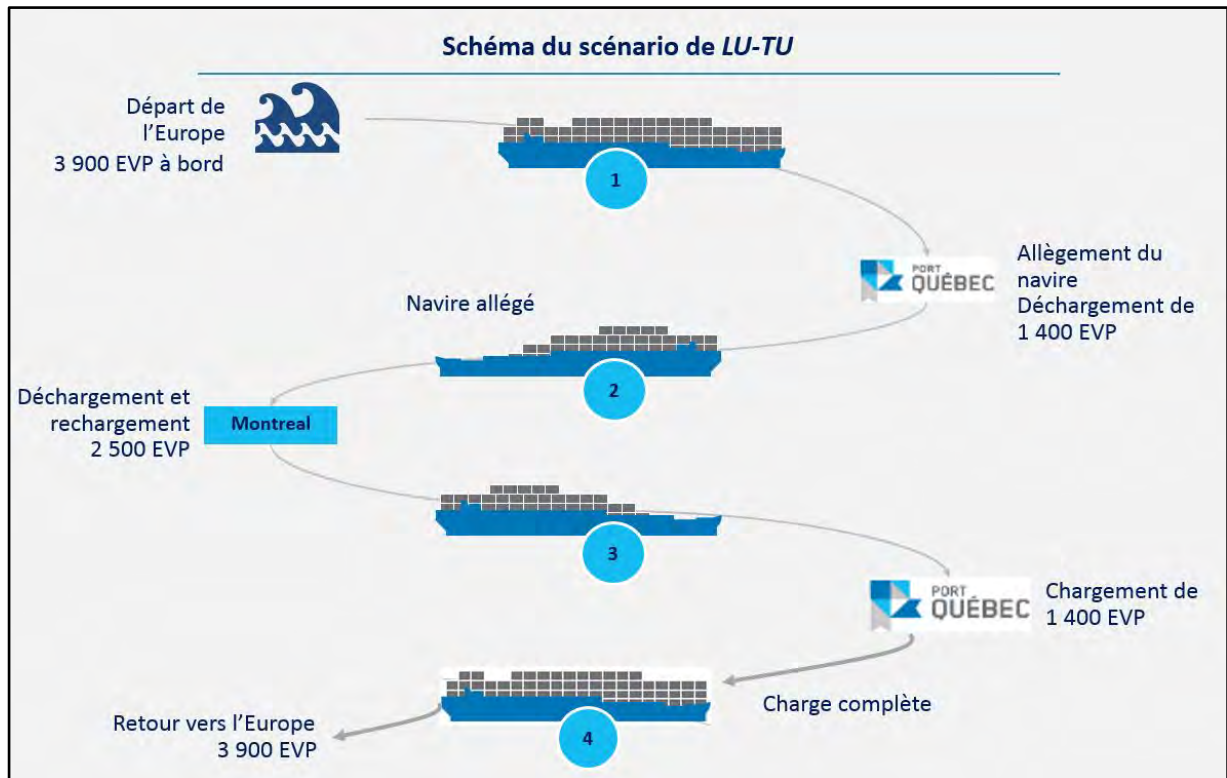 Schéma du scénario de LU-TU
Départ de
l'Europe
3 900 EVP à bord
1
PORT
QUÉBEC
Allègement du
navire
Déchargement de
1 400 EVP
Navire allégé
2
Déchargement et
rechargement
2 500 EVP
Montreal
3
PORT
QUÉBEC
Chargement de
1 400 EVP
Charge complète
4
Retour vers l'Europe
3 900 EVP